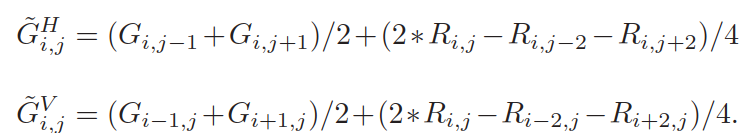 G̃^H_{i,j} = (G_{i,j−1}+G_{i,j+1})/2+(2∗R_{i,j}−R_{i,j−2}−R_{i,j+2})/4
G̃^V_{i,j} = (G_{i−1,j}+G_{i+1,j})/2+(2∗R_{i,j}−R_{i−2,j}−R_{i+2,j})/4.